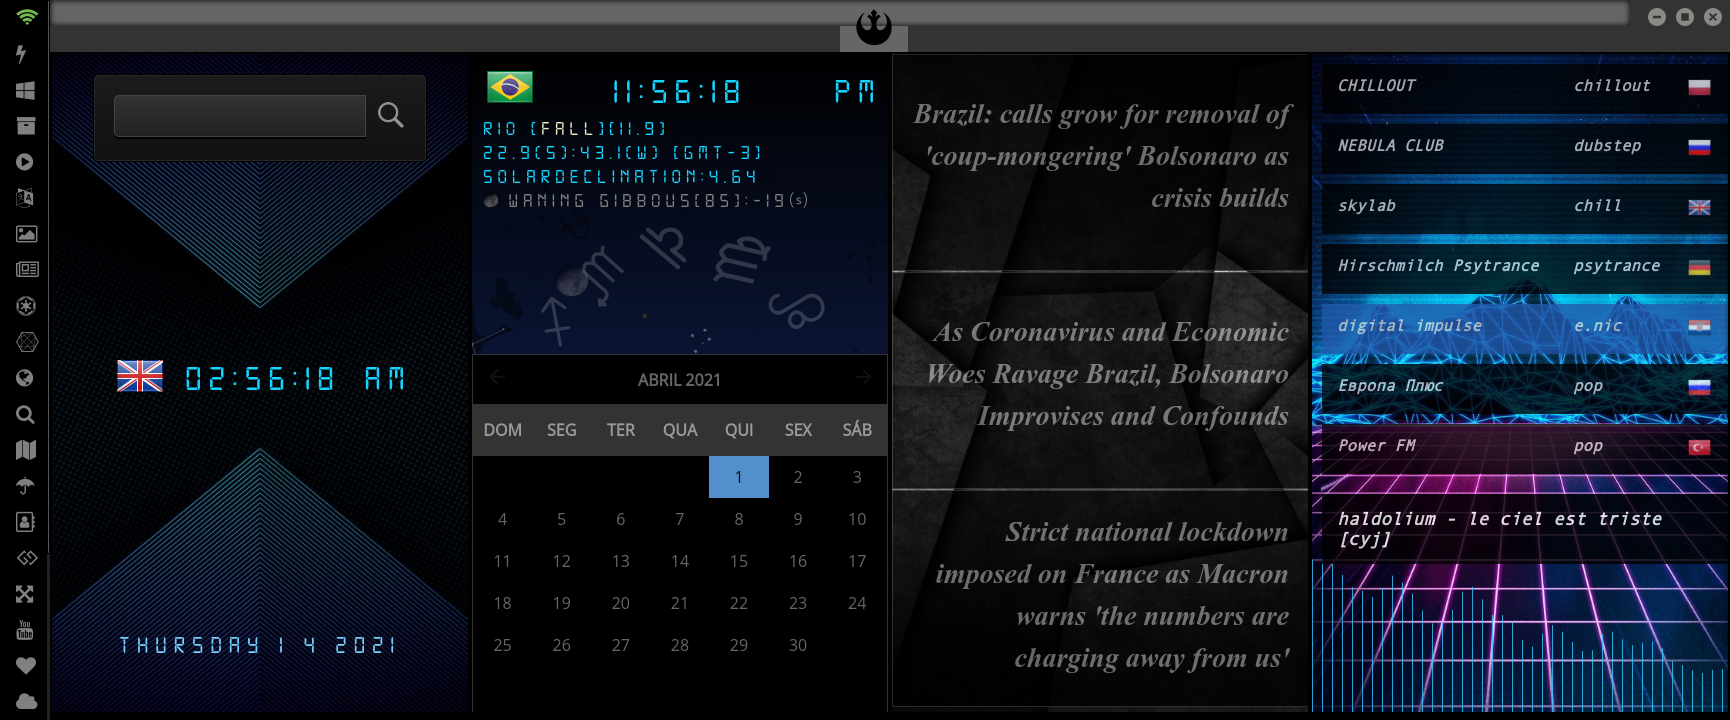 02:56:18 AM
THURSDAY 1 4 2021
11:56:18 PM
RIO [FALL][11.9]
22.9(S):43.1(W) [GMT-3]
SOLARDECLINATION:4.64
WANING GIBBOUS[85]:-19(s)
ABRIL 2021
DOM SEG TER QUA QUI SEX SÁB
1 2 3
4 5 6 7 8 9 10
11 12 13 14 15 16 17
18 19 20 21 22 23 24
25 26 27 28 29 30
Brazil: calls grow for removal of
'coup-mongering' Bolsonaro as
crisis builds
As Coronavirus and Economic
Woes Ravage Brazil, Bolsonaro
Improvises and Confounds
Strict national lockdown
imposed on France as Macron
warns 'the numbers are
charging away from us'
CHILLOUT chillout
NEBULA CLUB dubstep
skylab chill
Hirschmilch Psytrance psytrance
digital impulse e.nic
Европа Плюс pop
Power FM pop
haldolium - le ciel est triste
[cyj]
You
Tube